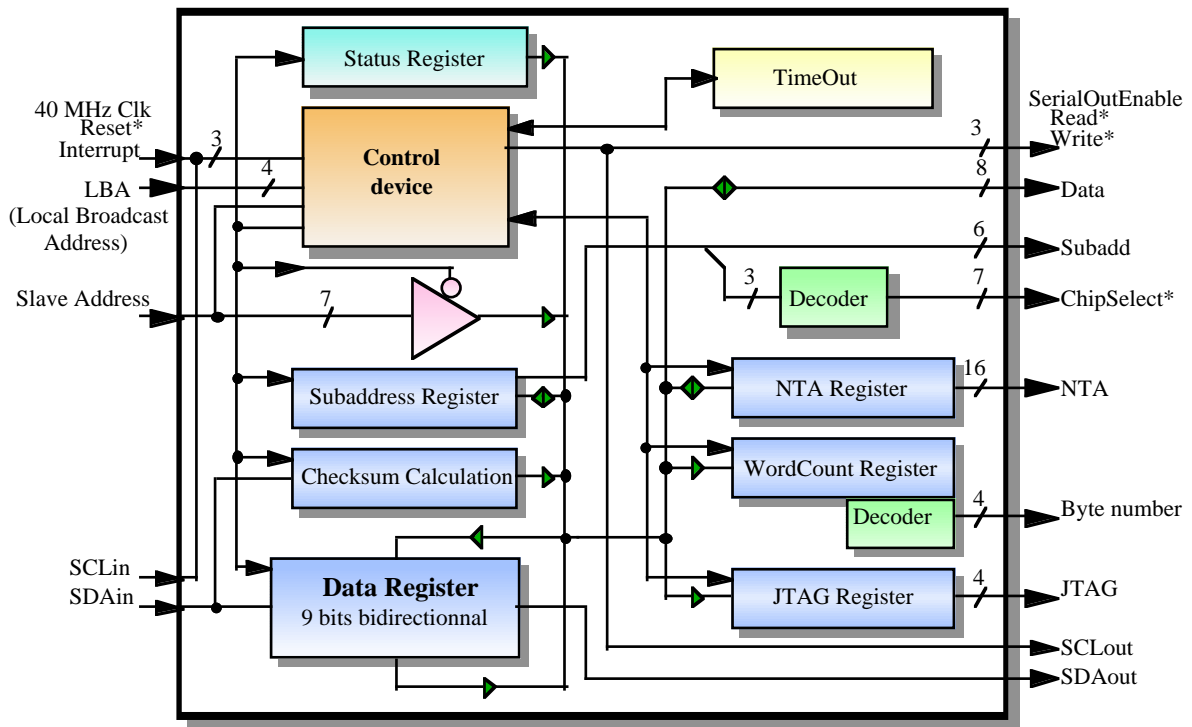 Status Register
TimeOut
40 MHz Clk
Reset*
Interrupt
3
LBA
4
(Local Broadcast
Address)
Control
device
SerialOutEnable
Read*
Write*
3
8
Data
6
Subadd
3
Decoder
7
ChipSelect*
Slave Address
7
Subaddress Register
NTA Register
16
NTA
Checksum Calculation
WordCount Register
Decoder
4
Byte number
SCLin
SDAin
Data Register
9 bits bidirectionnal
JTAG Register
4
JTAG
SCLout
SDAout